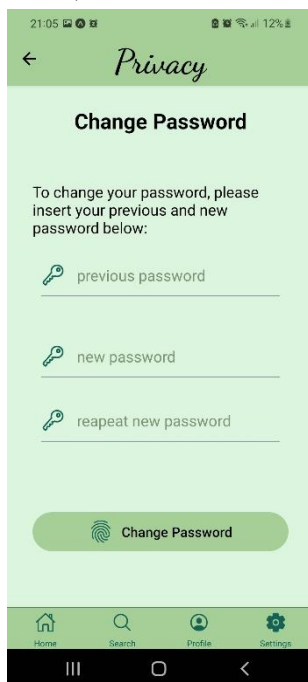 21:05 12%
Privacy
Change Password
To change your password, please
insert your previous and new
password below:
previous password
new password
reapeat new password
Change Password
Home Search Profile Settings